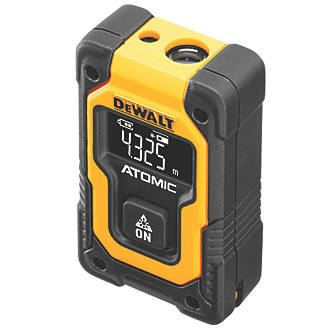 DEWALT
4.325 m
ATOMIC
ON